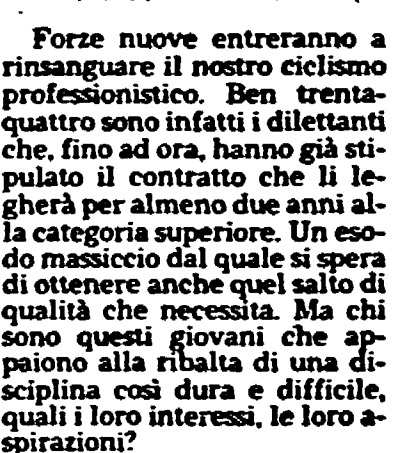 Forze nuove entreranno a
rinsanguare il nostro ciclismo
professionistico. Ben trenta-
quattro sono infatti i dilettanti
che, fino ad ora, hanno già sti-
pulato il contratto che li le-
gherà per almeno due anni al-
la categoria superiore. Un eso-
do massiccio dal quale si spera
di ottenere anche quel salto di
qualità che necessita. Ma chi
sono questi giovani che ap-
paiono alla ribalta di una di-
sciplina così dura e difficile,
quali i loro interessi, le loro a-
spirazioni?